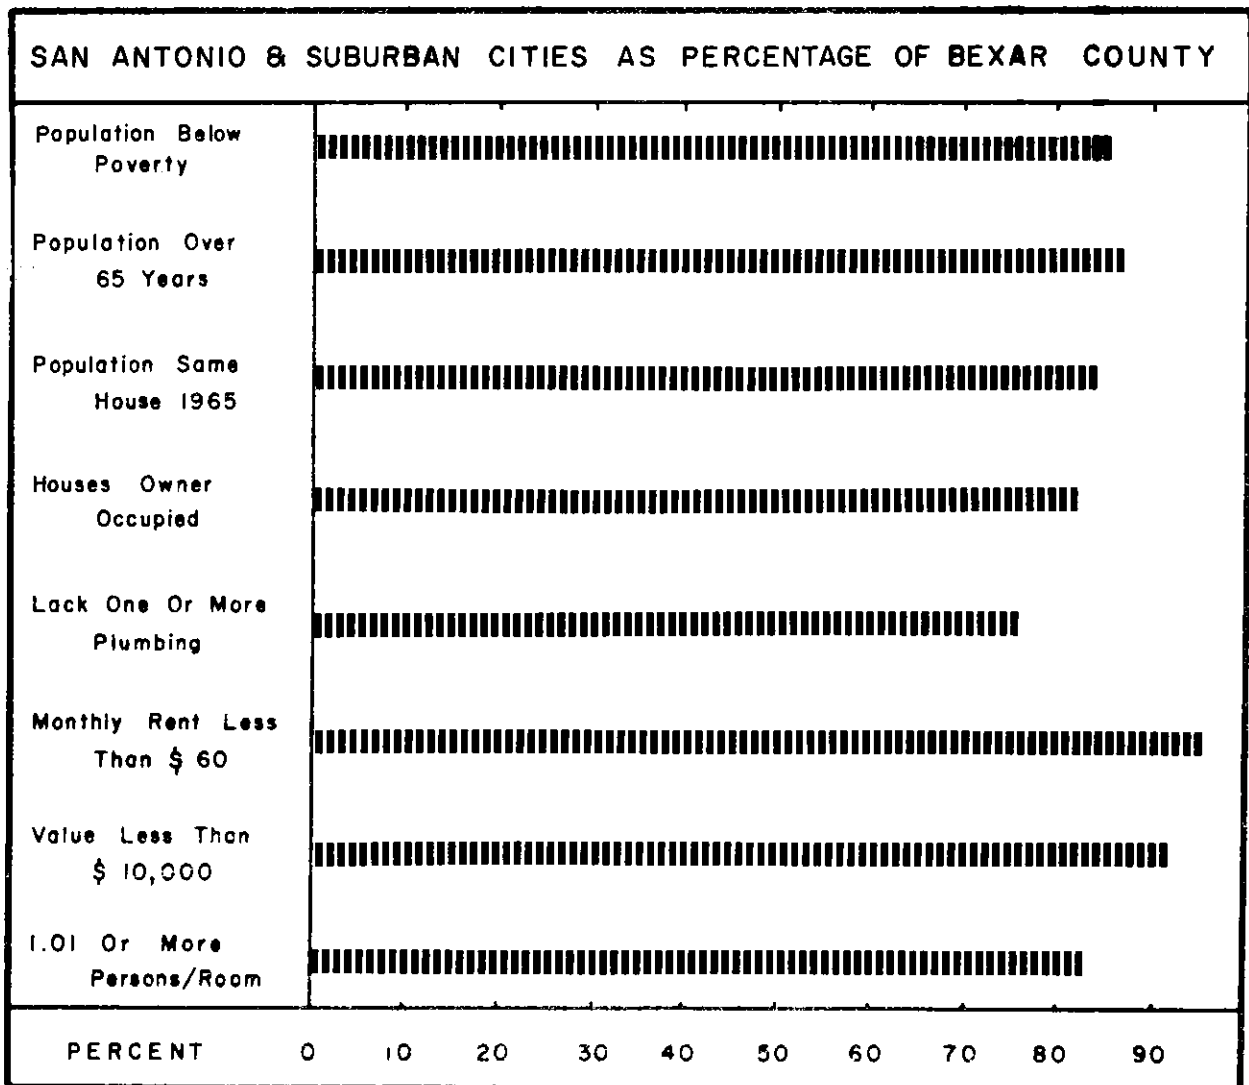 SAN ANTONIO & SUBURBAN CITIES AS PERCENTAGE OF BEXAR COUNTY
Population Below
Poverty
Population Over
65 Years
Population Same
House 1965
Houses Owner
Occupied
Lack One Or More
Plumbing
Monthly Rent Less
Than $ 60
Value Less Than
$ 10,000
1.01 Or More
Persons/Room
PERCENT 0 10 20 30 40 50 60 70 80 90